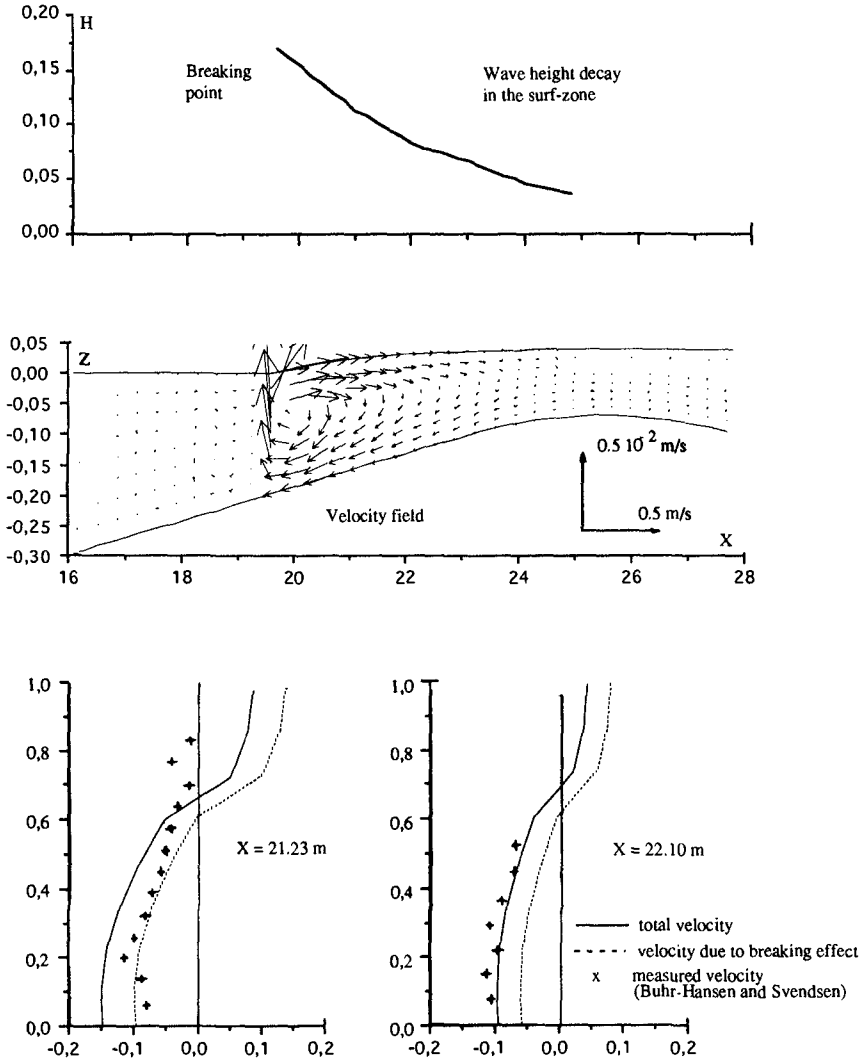 0,20
H
0,15
Breaking
point
Wave height decay
in the surf-zone
0,10
0,05
0,00
0,05
Z
0,00
-0,05
-0,10
-0,15
-0,20
-0,25
-0,30
0.5 10-2 m/s
0.5 m/s
Velocity field
X
16 18 20 22 24 26 28
1,0
0,8
0,6
0,4
0,2
0,0
X = 21.23 m
-0,2 -0,1 0,0 0,1 0,2
1,0
0,8
0,6
0,4
0,2
0,0
X = 22.10 m
total velocity
velocity due to breaking effect
x measured velocity
(Buhr-Hansen and Svendsen)
-0,2 -0,1 0,0 0,1 0,2